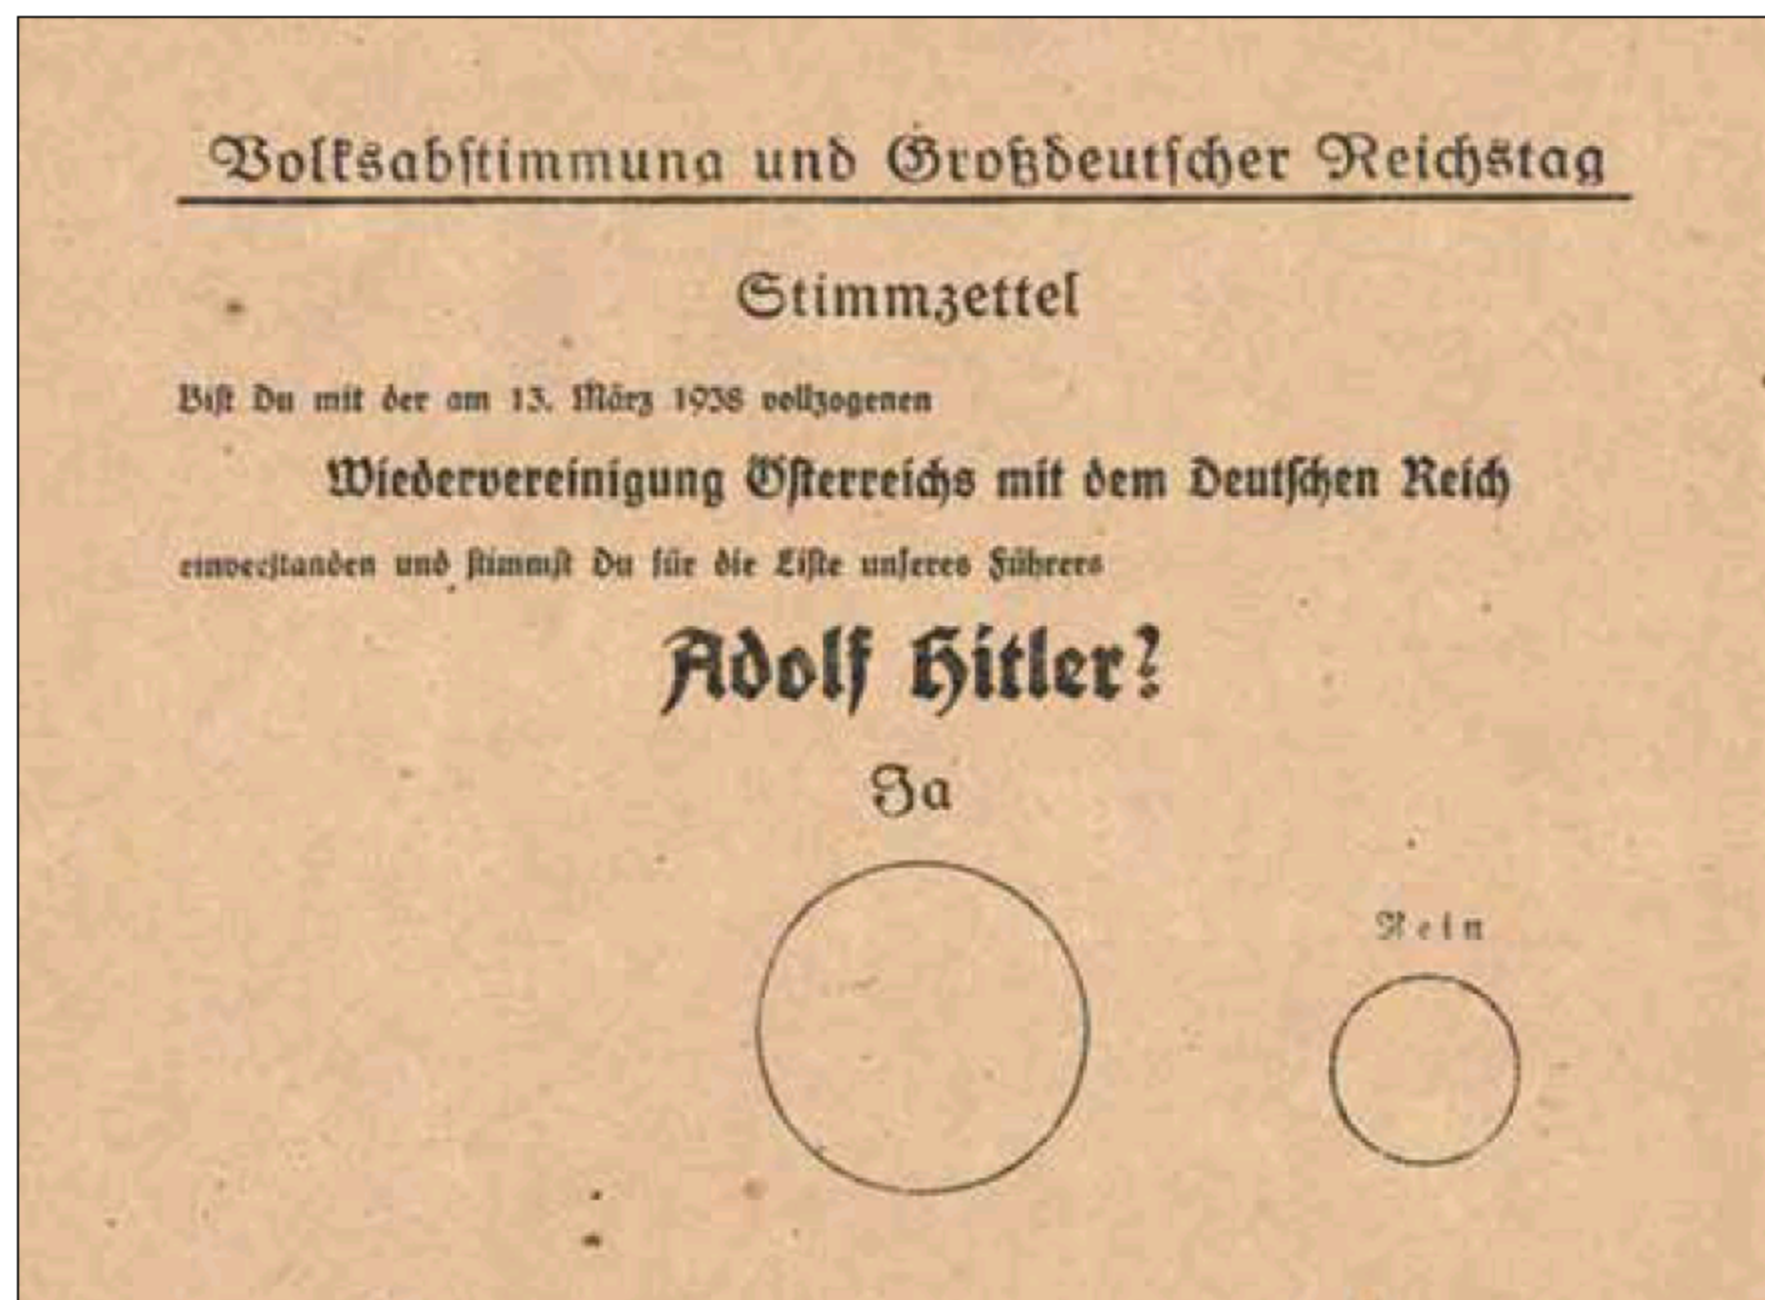 Volksabstimmung und Großdeutscher Reichstag
Stimmzettel
Bist Du mit der am 13. März 1938 vollzogenen
Wiedervereinigung Österreichs mit dem Deutschen Reich
einverstanden und stimmst Du für die Liste unseres Führers
Adolf Hitler?
Ja
Nein